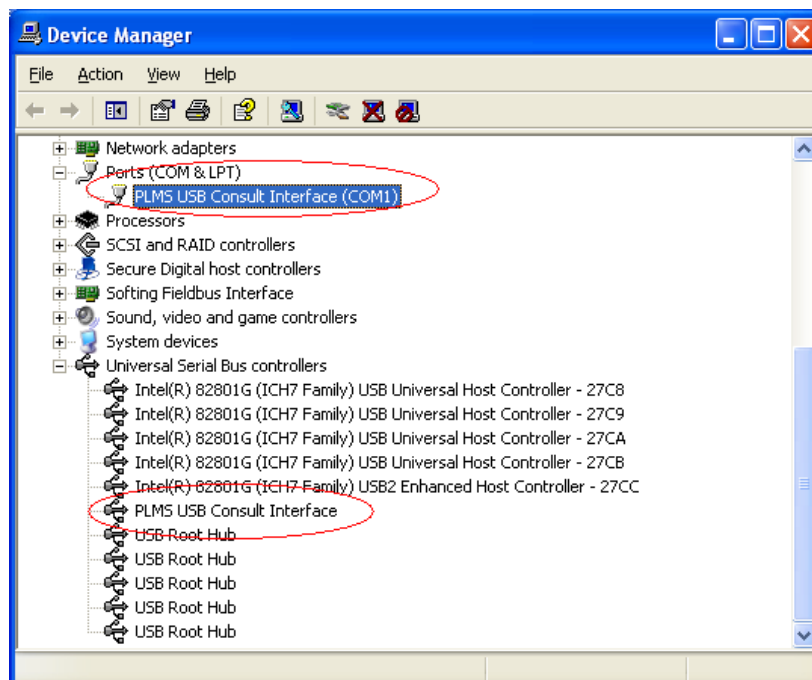 Device Manager
File Action View Help
Network adapters
Ports (COM & LPT)
PLMS USB Consult Interface (COM1)
Processors
SCSI and RAID controllers
Secure Digital host controllers
Softing Fieldbus Interface
Sound, video and game controllers
System devices
Universal Serial Bus controllers
Intel(R) 82801G (ICH7 Family) USB Universal Host Controller - 27C8
Intel(R) 82801G (ICH7 Family) USB Universal Host Controller - 27C9
Intel(R) 82801G (ICH7 Family) USB Universal Host Controller - 27CA
Intel(R) 82801G (ICH7 Family) USB Universal Host Controller - 27CB
Intel(R) 82801G (ICH7 Family) USB2 Enhanced Host Controller - 27CC
PLMS USB Consult Interface
USB Root Hub
USB Root Hub
USB Root Hub
USB Root Hub
USB Root Hub